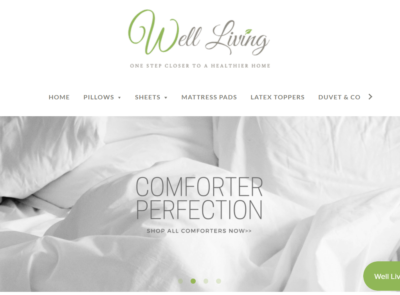 Well Living
ONE STEP CLOSER TO A HEALTHIER HOME
HOME PILLOWS SHEETS MATTRESS PADS LATEX TOPPERS DUVET & CO
COMFORTER
PERFECTION
SHOP ALL COMFORTERS NOW>>
Well Liv